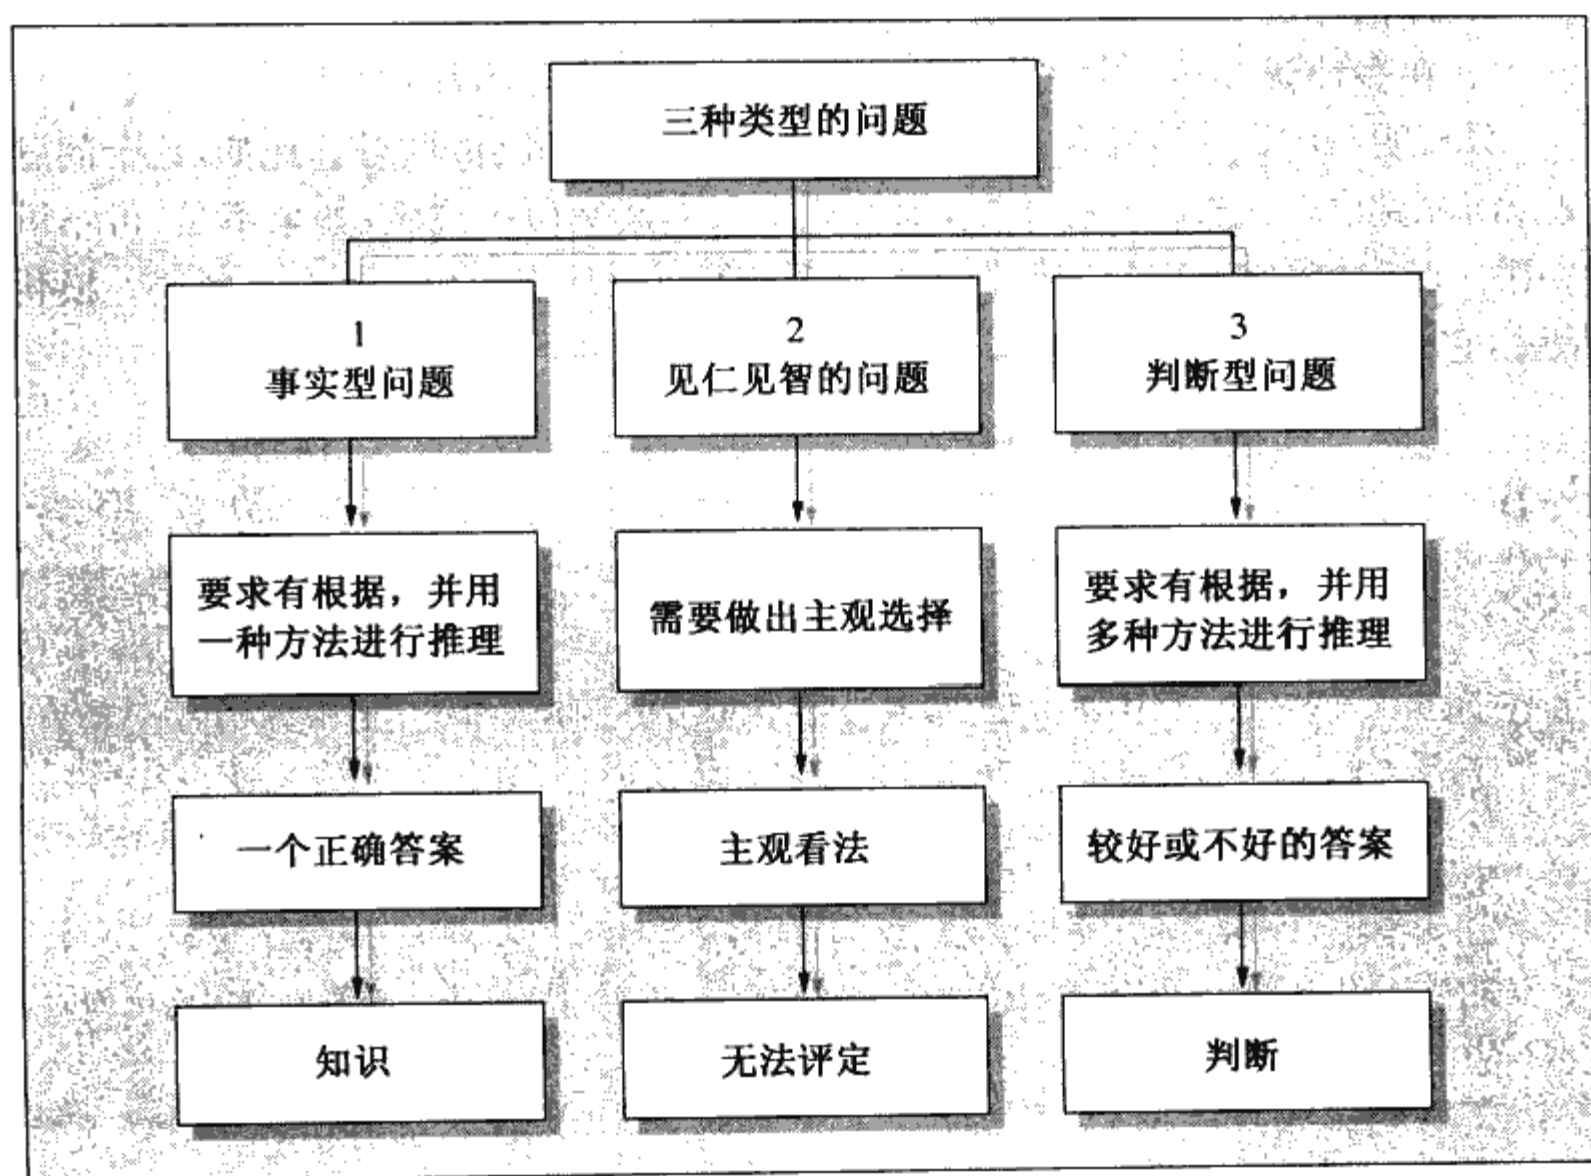 三种类型的问题
1
事实型问题
2
见仁见智的问题
3
判断型问题
要求有根据，并用
一种方法进行推理
需要做出主观选择
要求有根据，并用
多种方法进行推理
一个正确答案
主观看法
较好或不好的答案
知识
无法评定
判断